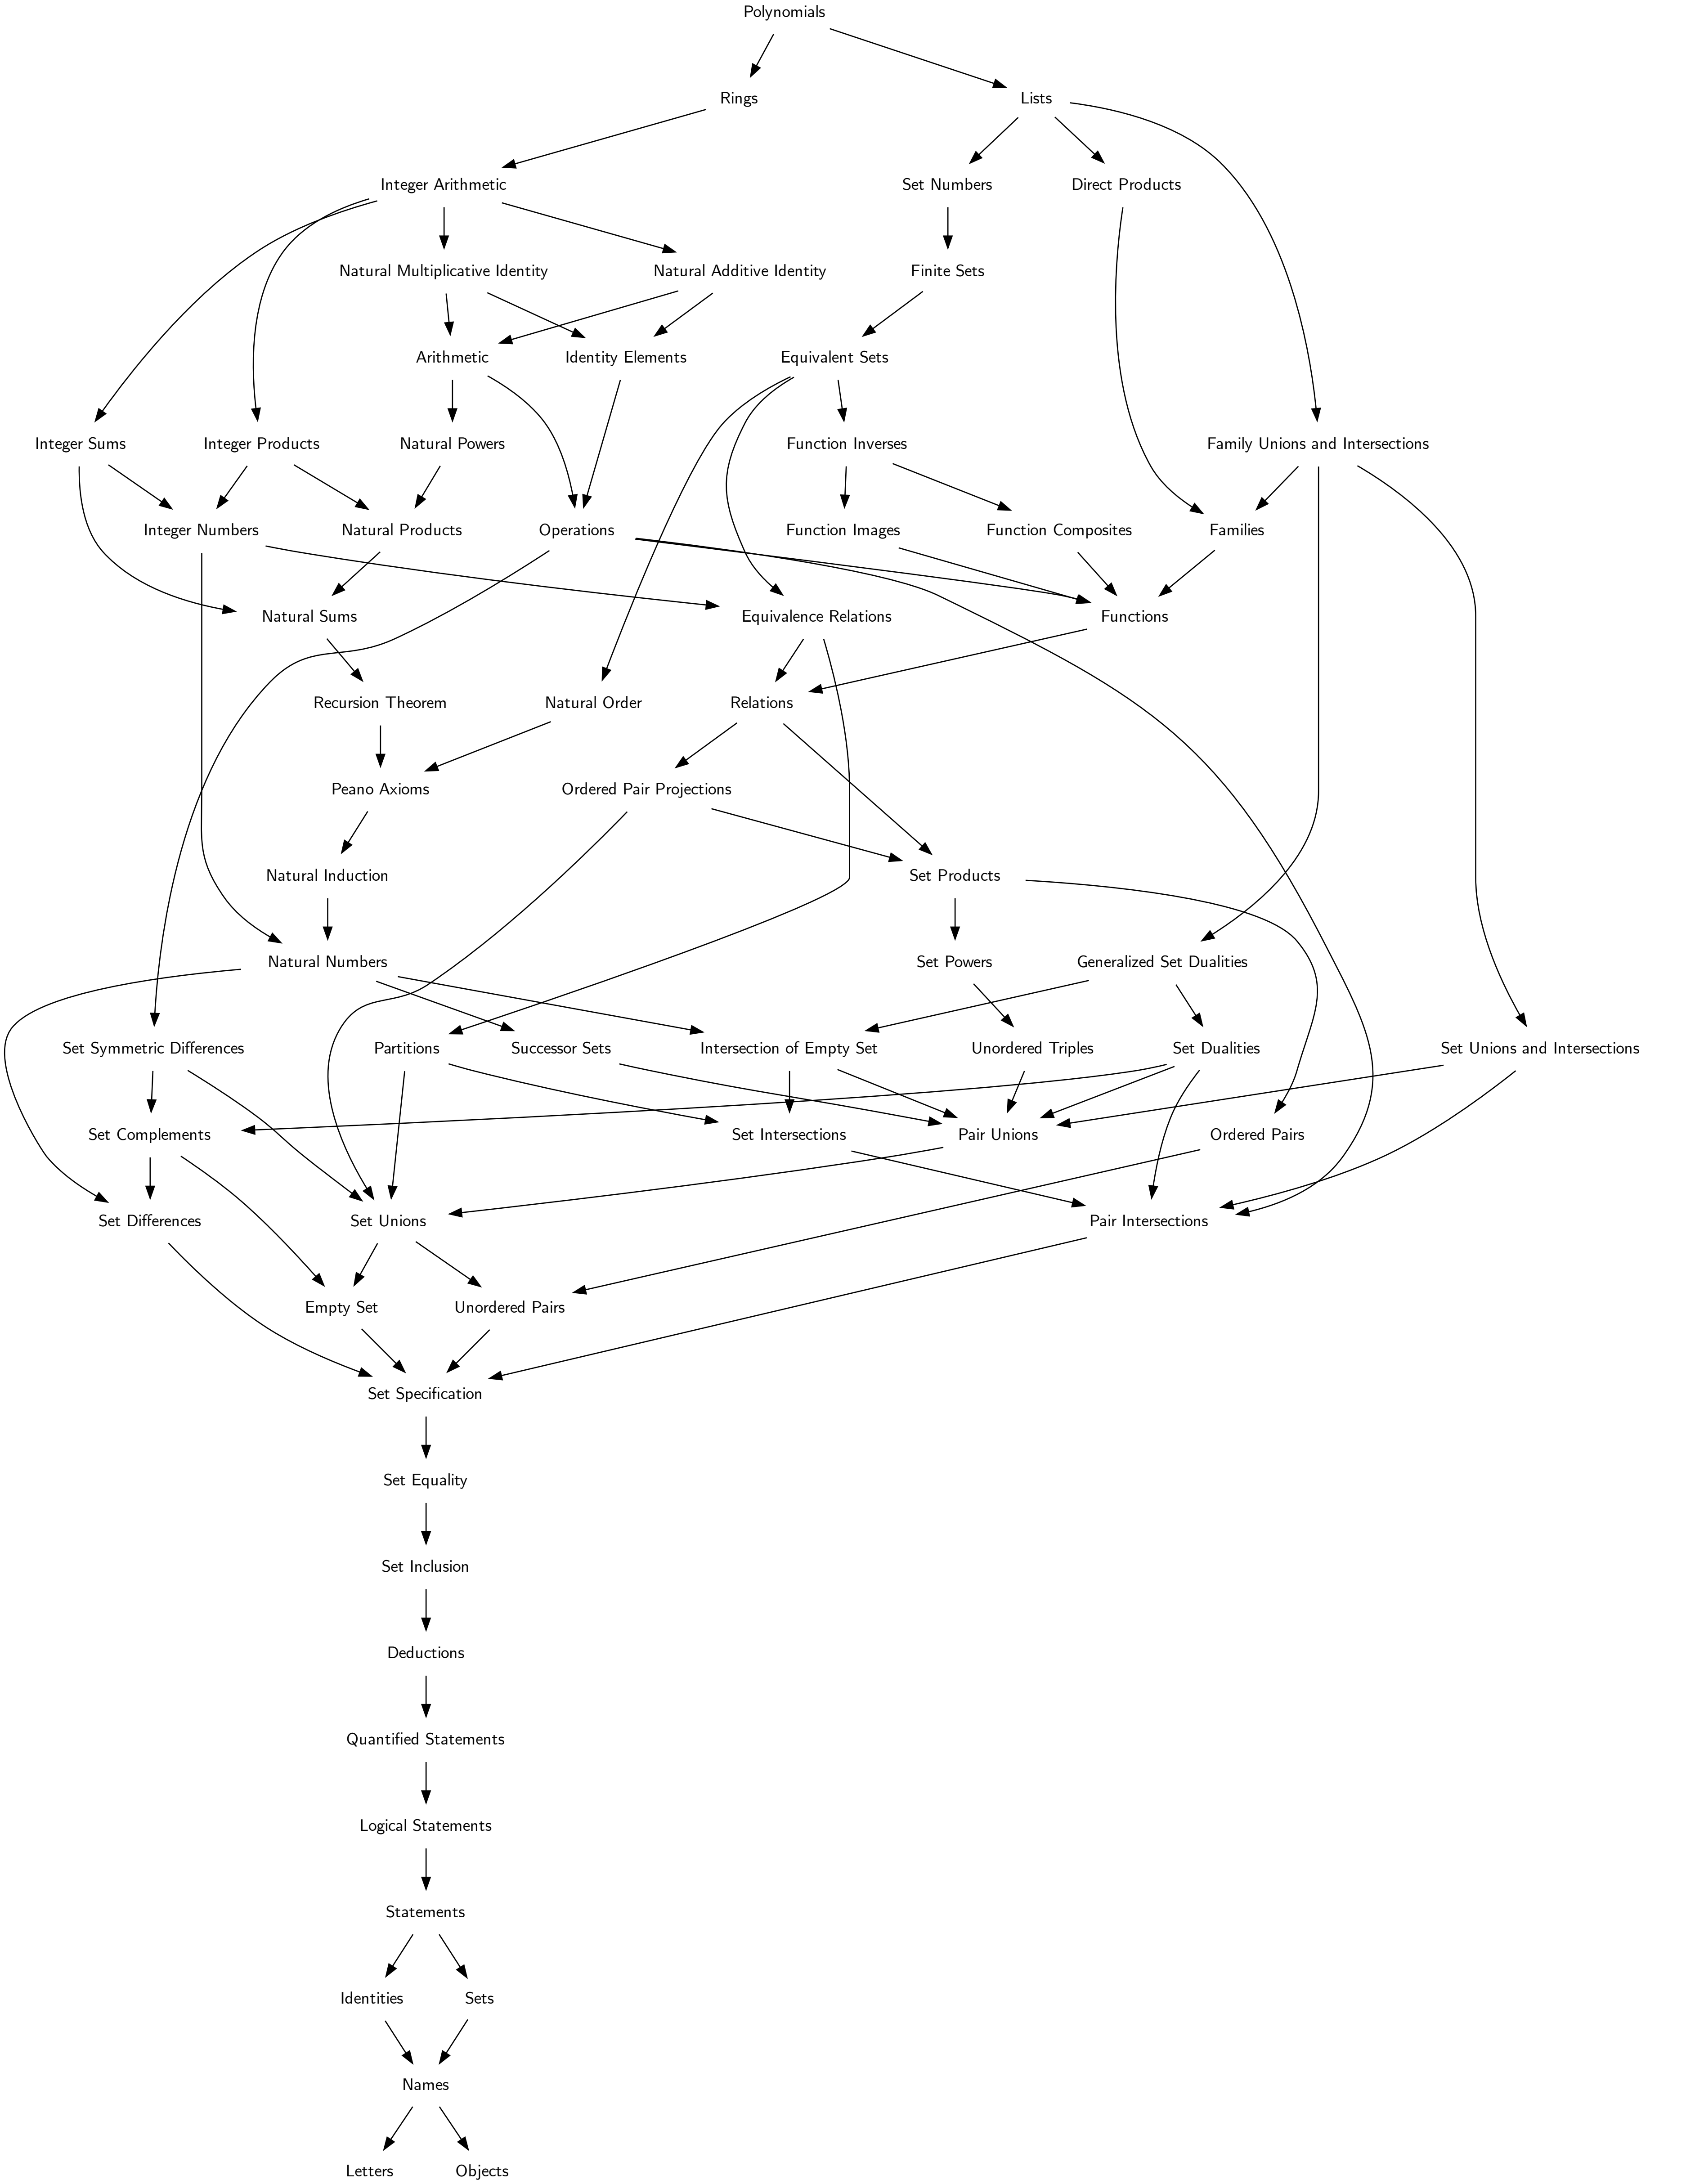 Polynomials
Rings
Lists
Integer Arithmetic
Set Numbers
Direct Products
Natural Multiplicative Identity
Natural Additive Identity
Finite Sets
Arithmetic
Identity Elements
Equivalent Sets
Integer Sums
Integer Products
Natural Powers
Function Inverses
Family Unions and Intersections
Integer Numbers
Natural Products
Operations
Function Images
Function Composites
Families
Natural Sums
Equivalence Relations
Functions
Recursion Theorem
Natural Order
Relations
Peano Axioms
Ordered Pair Projections
Natural Induction
Set Products
Natural Numbers
Set Powers
Generalized Set Dualities
Set Symmetric Differences
Partitions
Successor Sets
Intersection of Empty Set
Unordered Triples
Set Dualities
Set Unions and Intersections
Set Complements
Set Intersections
Pair Unions
Ordered Pairs
Set Differences
Set Unions
Pair Intersections
Empty Set
Unordered Pairs
Set Specification
Set Equality
Set Inclusion
Deductions
Quantified Statements
Logical Statements
Statements
Identities
Sets
Names
Letters
Objects